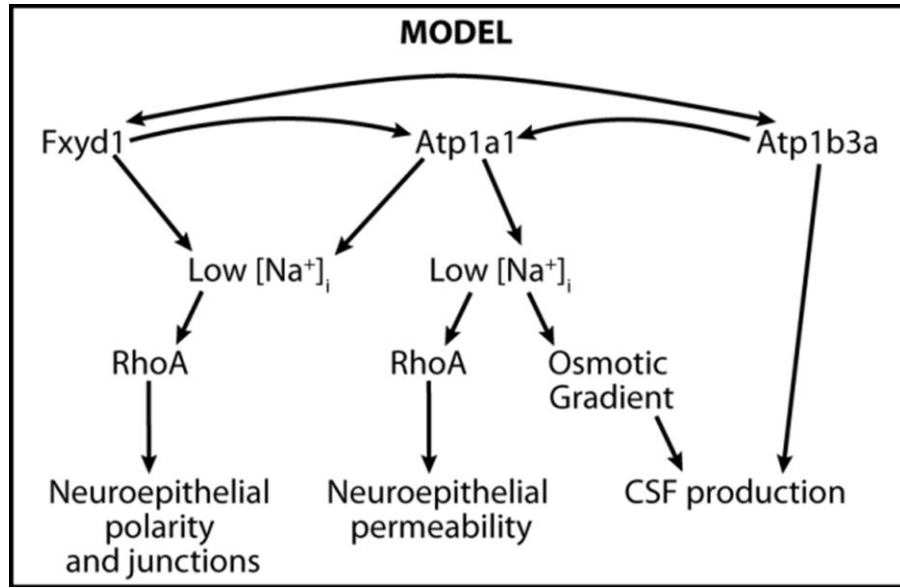 MODEL
Fxyd1 Atp1a1 Atp1b3a
Low [Na⁺]ᵢ Low [Na⁺]ᵢ
RhoA RhoA Osmotic
Gradient
Neuroepithelial Neuroepithelial CSF production
polarity permeability
and junctions